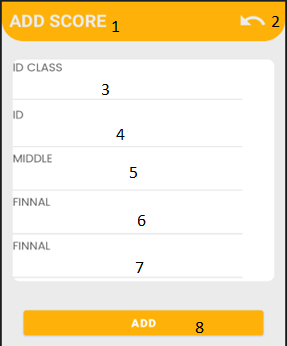 ADD SCORE 1 2
ID CLASS
3
ID
4
MIDDLE
5
FINNAL
6
FINNAL
7
ADD 8